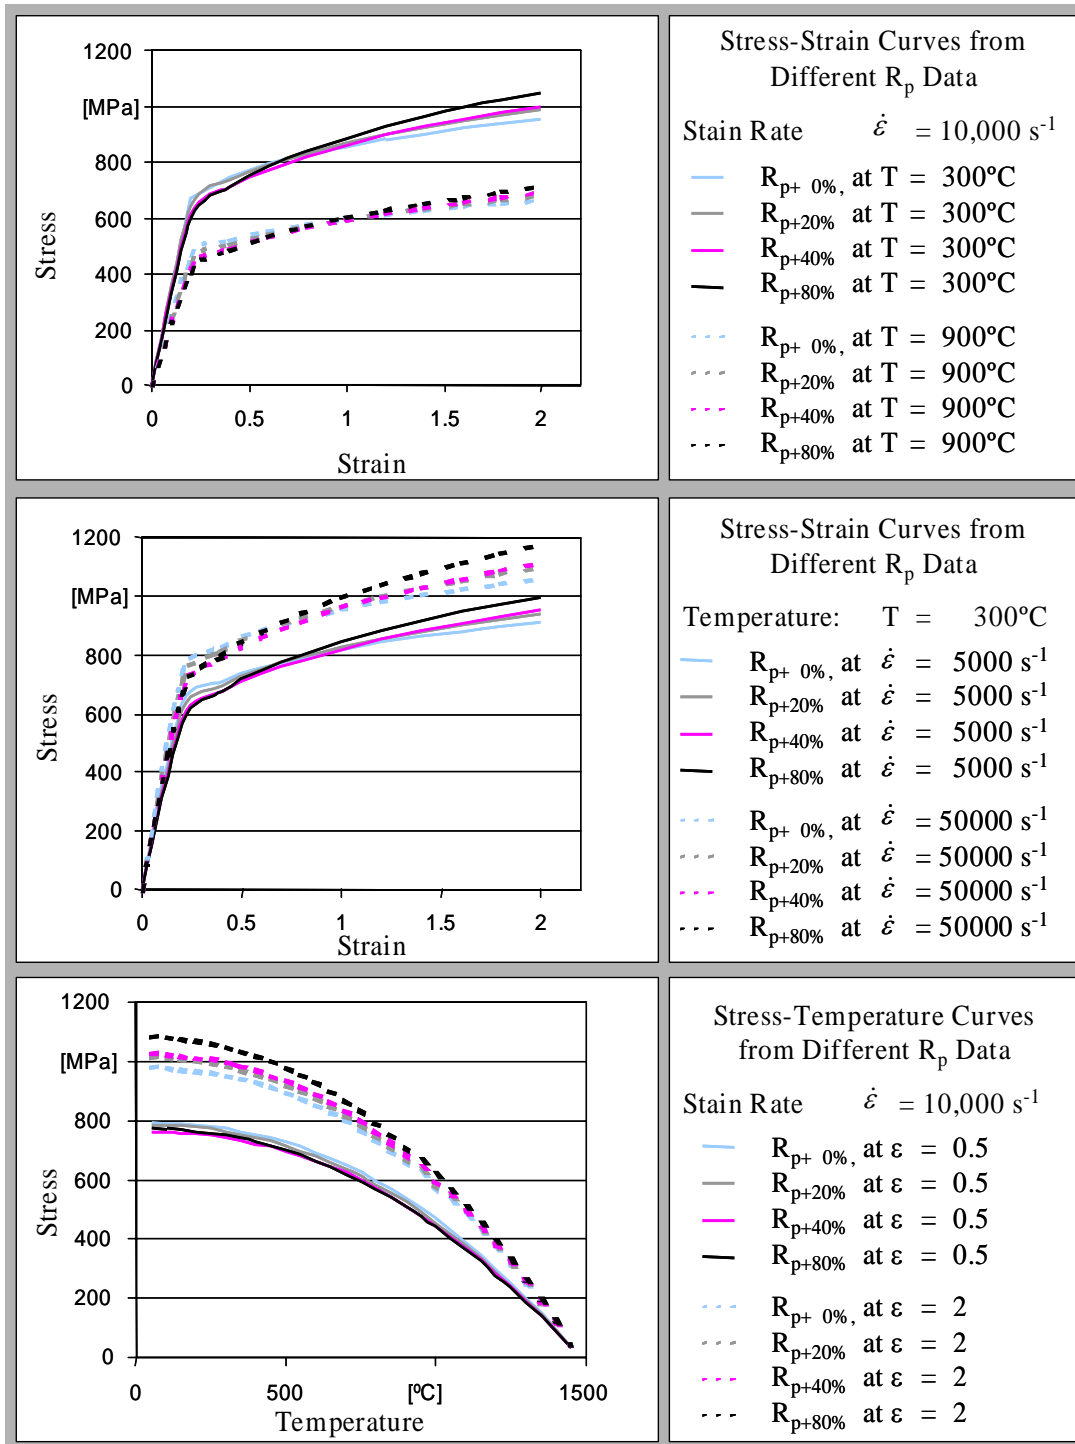 1200
[MPa]
800
600
400
200
0
0 0.5 1 1.5 2
Stress
Strain
Stress-Strain Curves from
Different Rp Data
Stain Rate ε̇ = 10,000 s-1
Rp+ 0%, at T = 300ºC
Rp+20% at T = 300ºC
Rp+40% at T = 300ºC
Rp+80% at T = 300ºC
Rp+ 0%, at T = 900ºC
Rp+20% at T = 900ºC
Rp+40% at T = 900ºC
Rp+80% at T = 900ºC
1200
[MPa]
800
600
400
200
0
0 0.5 1 1.5 2
Stress
Strain
Stress-Strain Curves from
Different Rp Data
Temperature: T = 300ºC
Rp+ 0%, at ε̇ = 5000 s-1
Rp+20% at ε̇ = 5000 s-1
Rp+40% at ε̇ = 5000 s-1
Rp+80% at ε̇ = 5000 s-1
Rp+ 0%, at ε̇ = 50000 s-1
Rp+20% at ε̇ = 50000 s-1
Rp+40% at ε̇ = 50000 s-1
Rp+80% at ε̇ = 50000 s-1
1200
[MPa]
800
600
400
200
0
0 500 [ºC] 1500
Stress
Temperature
Stress-Temperature Curves
from Different Rp Data
Stain Rate ε̇ = 10,000 s-1
Rp+ 0%, at ε = 0.5
Rp+20% at ε = 0.5
Rp+40% at ε = 0.5
Rp+80% at ε = 0.5
Rp+ 0%, at ε = 2
Rp+20% at ε = 2
Rp+40% at ε = 2
Rp+80% at ε = 2